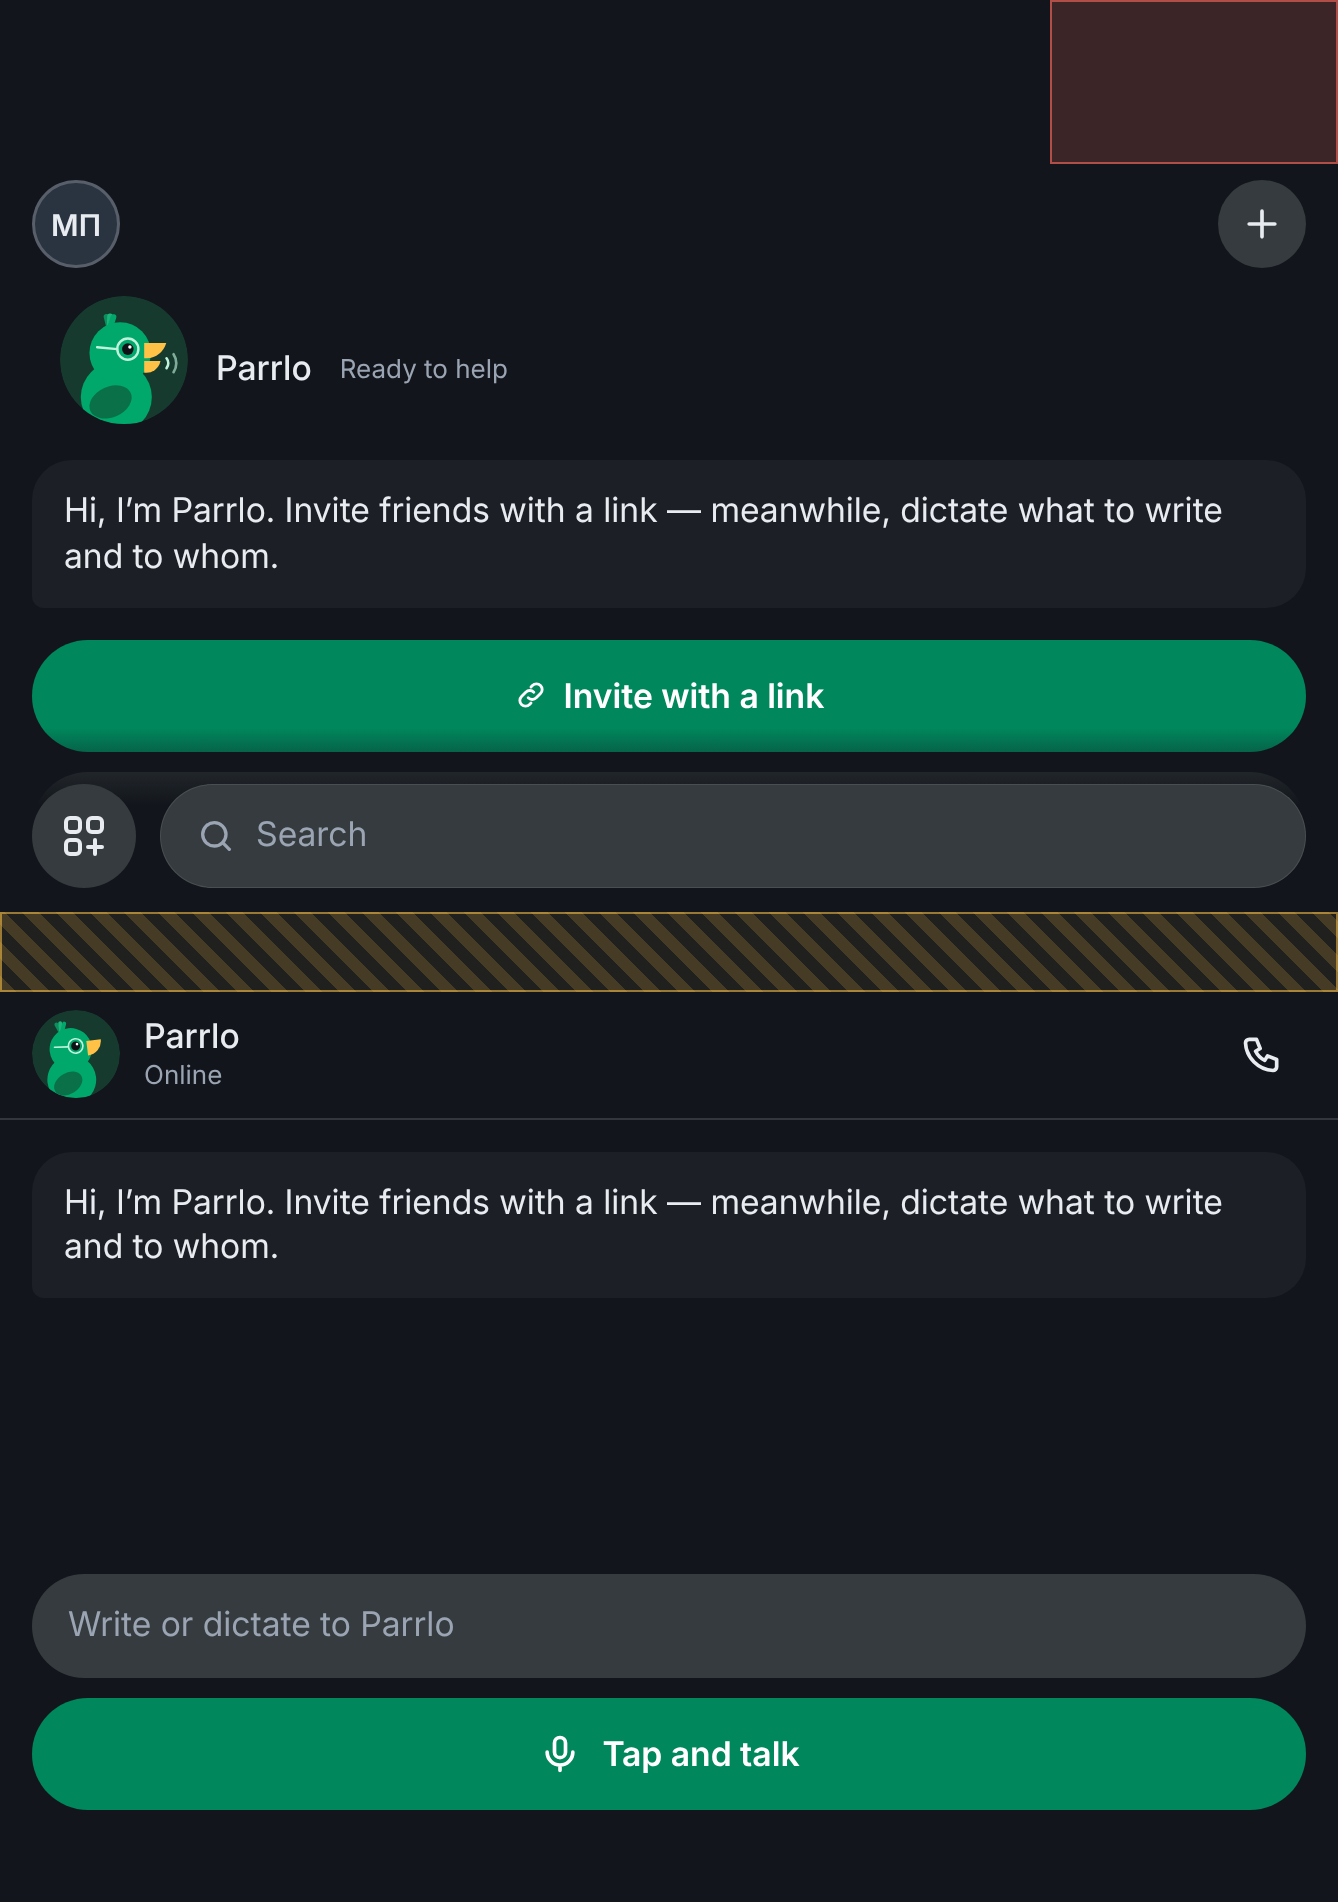 МП
Parrlo Ready to help
Hi, I’m Parrlo. Invite friends with a link — meanwhile, dictate what to write
and to whom.
Invite with a link
Search
Parrlo
Online
Hi, I’m Parrlo. Invite friends with a link — meanwhile, dictate what to write
and to whom.
Write or dictate to Parrlo
Tap and talk